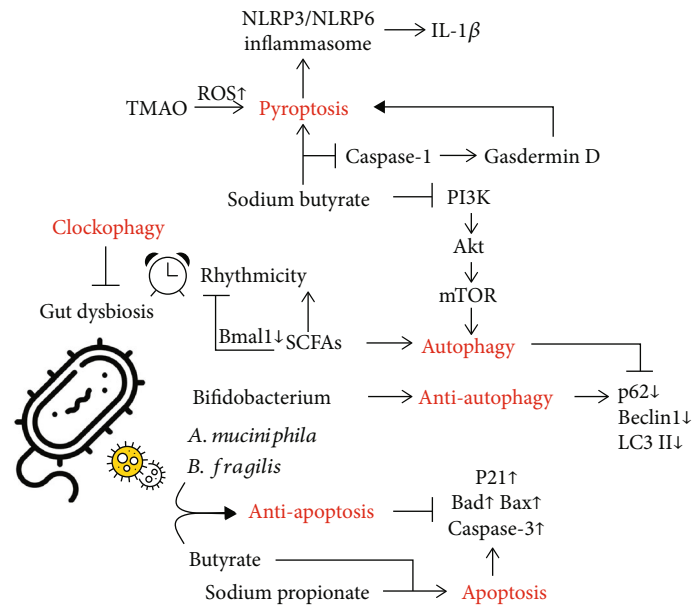 NLRP3/NLRP6
inflammasome
IL-1β
TMAO
ROS↑
Pyroptosis
Caspase-1
Gasdermin D
Sodium butyrate
PI3K
Clockophagy
Akt
Rhythmicity
mTOR
Gut dysbiosis
Bmal1↓
SCFAs
Autophagy
Bifidobacterium
Anti-autophagy
p62↓
Beclin1↓
LC3 II↓
A. muciniphila
B. fragilis
P21↑
Bad↑ Bax↑
Caspase-3↑
Anti-apoptosis
Butyrate
Sodium propionate
Apoptosis